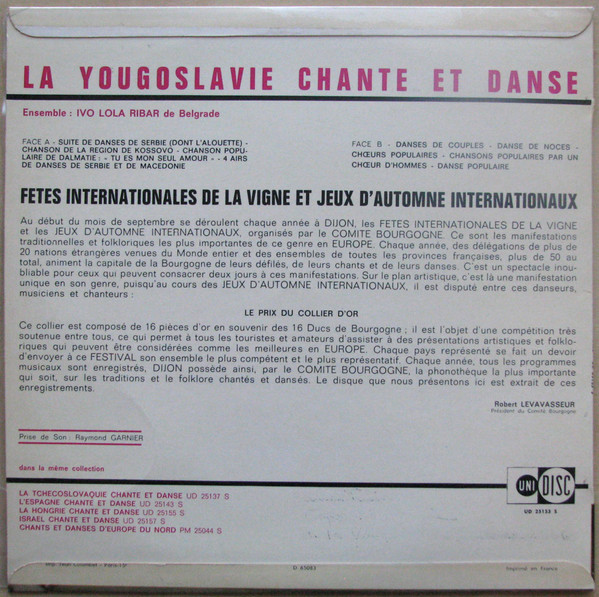 LA YOUGOSLAVIE CHANTE ET DANSE
Ensemble : IVO LOLA RIBAR de Belgrade
FACE A - SUITE DE DANSES DE SERBIE (DONT L'ALOUETTE) -
CHANSON DE LA REGION DE KOSSOVO - CHANSON POPU-
LAIRE DE DALMATIE : « TU ES MON SEUL AMOUR » - 4 AIRS
DE DANSES DE SERBIE ET DE MACEDONIE
FACE B - DANSES DE COUPLES - DANSE DE NOCES -
CHŒURS POPULAIRES - CHANSONS POPULAIRES PAR UN
CHŒUR D'HOMMES - DANSE POPULAIRE
FETES INTERNATIONALES DE LA VIGNE ET JEUX D'AUTOMNE INTERNATIONAUX
Au début du mois de septembre se déroulent chaque année à DIJON, les FETES INTERNATIONALES DE LA VIGNE
et les JEUX D'AUTOMNE INTERNATIONAUX, organisés par le COMITE BOURGOGNE. Ce sont les manifestations
traditionnelles et folkloriques les plus importantes de ce genre en EUROPE. Chaque année, des délégations de plus de
20 nations étrangères venues du Monde entier et des ensembles de toutes les provinces françaises, plus de 50 au
total, animent la capitale de la Bourgogne de leurs défilés, de leurs chants et de leurs danses. C'est un spectacle inou-
bliable pour ceux qui peuvent consacrer deux jours à ces manifestations. Sur le plan artistique, c'est là une manifestation
unique en son genre, puisqu'au cours des JEUX D'AUTOMNE INTERNATIONAUX, il est disputé entre ces danseurs,
musiciens et chanteurs :
LE PRIX DU COLLIER D'OR
Ce collier est composé de 16 pièces d'or en souvenir des 16 Ducs de Bourgogne ; il est l'objet d'une compétition très
soutenue entre tous, ce qui permet à tous les touristes et amateurs d'assister à des présentations artistiques et folklo-
riques qui peuvent être considérées comme les meilleures en EUROPE. Chaque pays représenté se fait un devoir
d'envoyer à ce FESTIVAL son ensemble le plus compétent et le plus représentatif. Chaque année, tous les programmes
musicaux sont enregistrés, DIJON possède ainsi, par le COMITE BOURGOGNE, la phonothèque la plus importante
qui soit, sur les traditions et le folklore chantés et dansés. Le disque que nous présentons ici est extrait de ces
enregistrements.
Robert LEVAVASSEUR
Président du Comité Bourgogne
Prise de Son : Raymond GARNIER
dans la même collection
LA TCHECOSLOVAQUIE CHANTE ET DANSE UD 25137 S
L'ESPAGNE CHANTE ET DANSE UD 25143 S
LA HONGRIE CHANTE ET DANSE UD 25155 S
ISRAEL CHANTE ET DANSE UD 25157 S
CHANTS ET DANSES D'EUROPE DU NORD PM 25044 S
UNI DISC
UD 25133 S
Imprimé en France